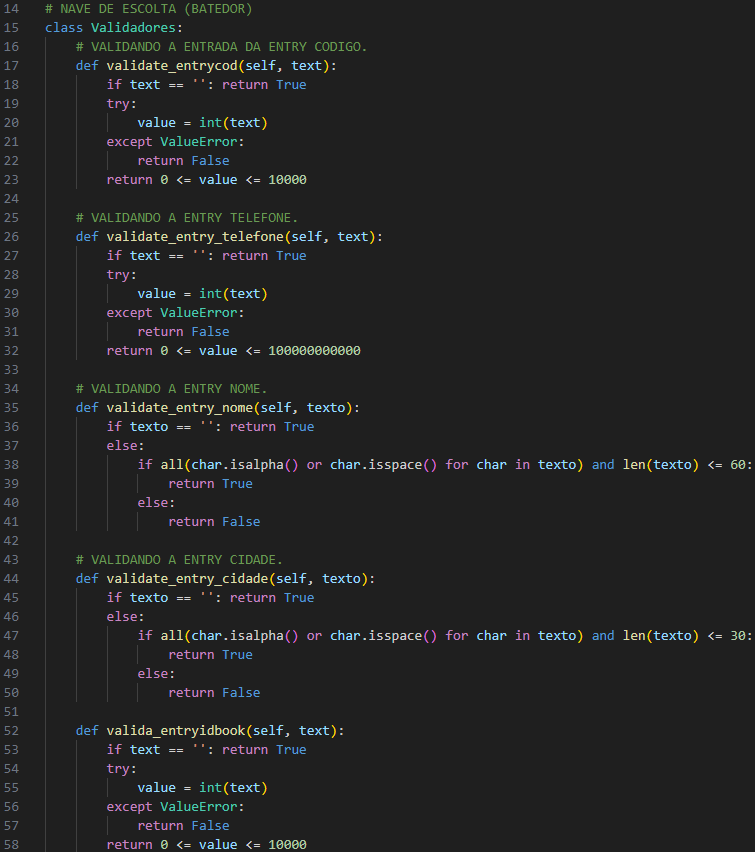 14 # NAVE DE ESCOLTA (BATEDOR)
15 class Validadores:
16     # VALIDANDO A ENTRADA DA ENTRY CODIGO.
17     def validate_entrycod(self, text):
18         if text == '': return True
19         try:
20             value = int(text)
21         except ValueError:
22             return False
23         return 0 <= value <= 10000
24
25     # VALIDANDO A ENTRY TELEFONE.
26     def validate_entry_telefone(self, text):
27         if text == '': return True
28         try:
29             value = int(text)
30         except ValueError:
31             return False
32         return 0 <= value <= 100000000000
33
34     # VALIDANDO A ENTRY NOME.
35     def validate_entry_nome(self, texto):
36         if texto == '': return True
37         else:
38             if all(char.isalpha() or char.isspace() for char in texto) and len(texto) <= 60:
39                 return True
40             else:
41                 return False
42
43     # VALIDANDO A ENTRY CIDADE.
44     def validate_entry_cidade(self, texto):
45         if texto == '': return True
46         else:
47             if all(char.isalpha() or char.isspace() for char in texto) and len(texto) <= 30:
48                 return True
49             else:
50                 return False
51
52     def valida_entryidbook(self, text):
53         if text == '': return True
54         try:
55             value = int(text)
56         except ValueError:
57             return False
58         return 0 <= value <= 10000